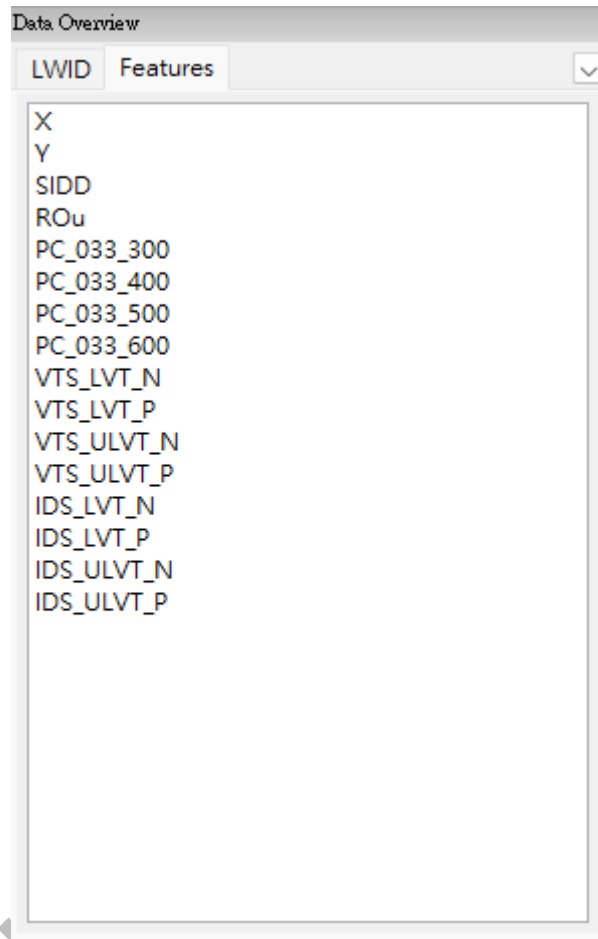 Data Overview
LWID Features
X
Y
SIDD
ROu
PC_033_300
PC_033_400
PC_033_500
PC_033_600
VTS_LVT_N
VTS_LVT_P
VTS_ULVT_N
VTS_ULVT_P
IDS_LVT_N
IDS_LVT_P
IDS_ULVT_N
IDS_ULVT_P